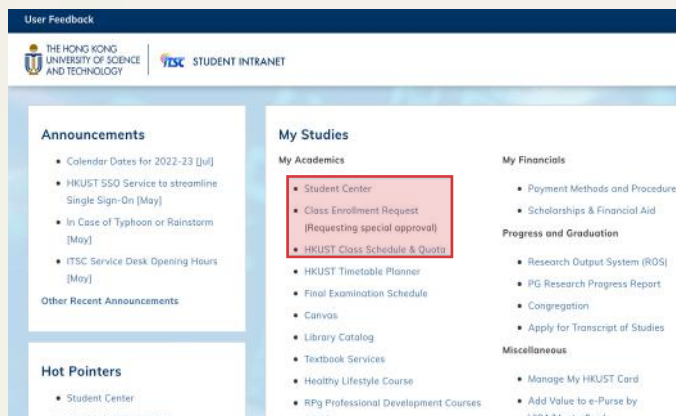 User Feedback
THE HONG KONG
UNIVERSITY OF SCIENCE
AND TECHNOLOGY
ITSC STUDENT INTRANET
Announcements
Calendar Dates for 2022-23 [Jul]
HKUST SSO Service to streamline
Single Sign-On [May]
In Case of Typhoon or Rainstorm
[May]
ITSC Service Desk Opening Hours
[May]
Other Recent Announcements
Hot Pointers
Student Center
My Studies
My Academics
Student Center
Class Enrollment Request
(Requesting special approval)
HKUST Class Schedule & Quota
HKUST Timetable Planner
Final Examination Schedule
Canvas
Library Catalog
Textbook Services
Healthy Lifestyle Course
RPg Professional Development Courses
My Financials
Payment Methods and Procedure
Scholarships & Financial Aid
Progress and Graduation
Research Output System (ROS)
PG Research Progress Report
Congregation
Apply for Transcript of Studies
Miscellaneous
Manage My HKUST Card
Add Value to e-Purse by